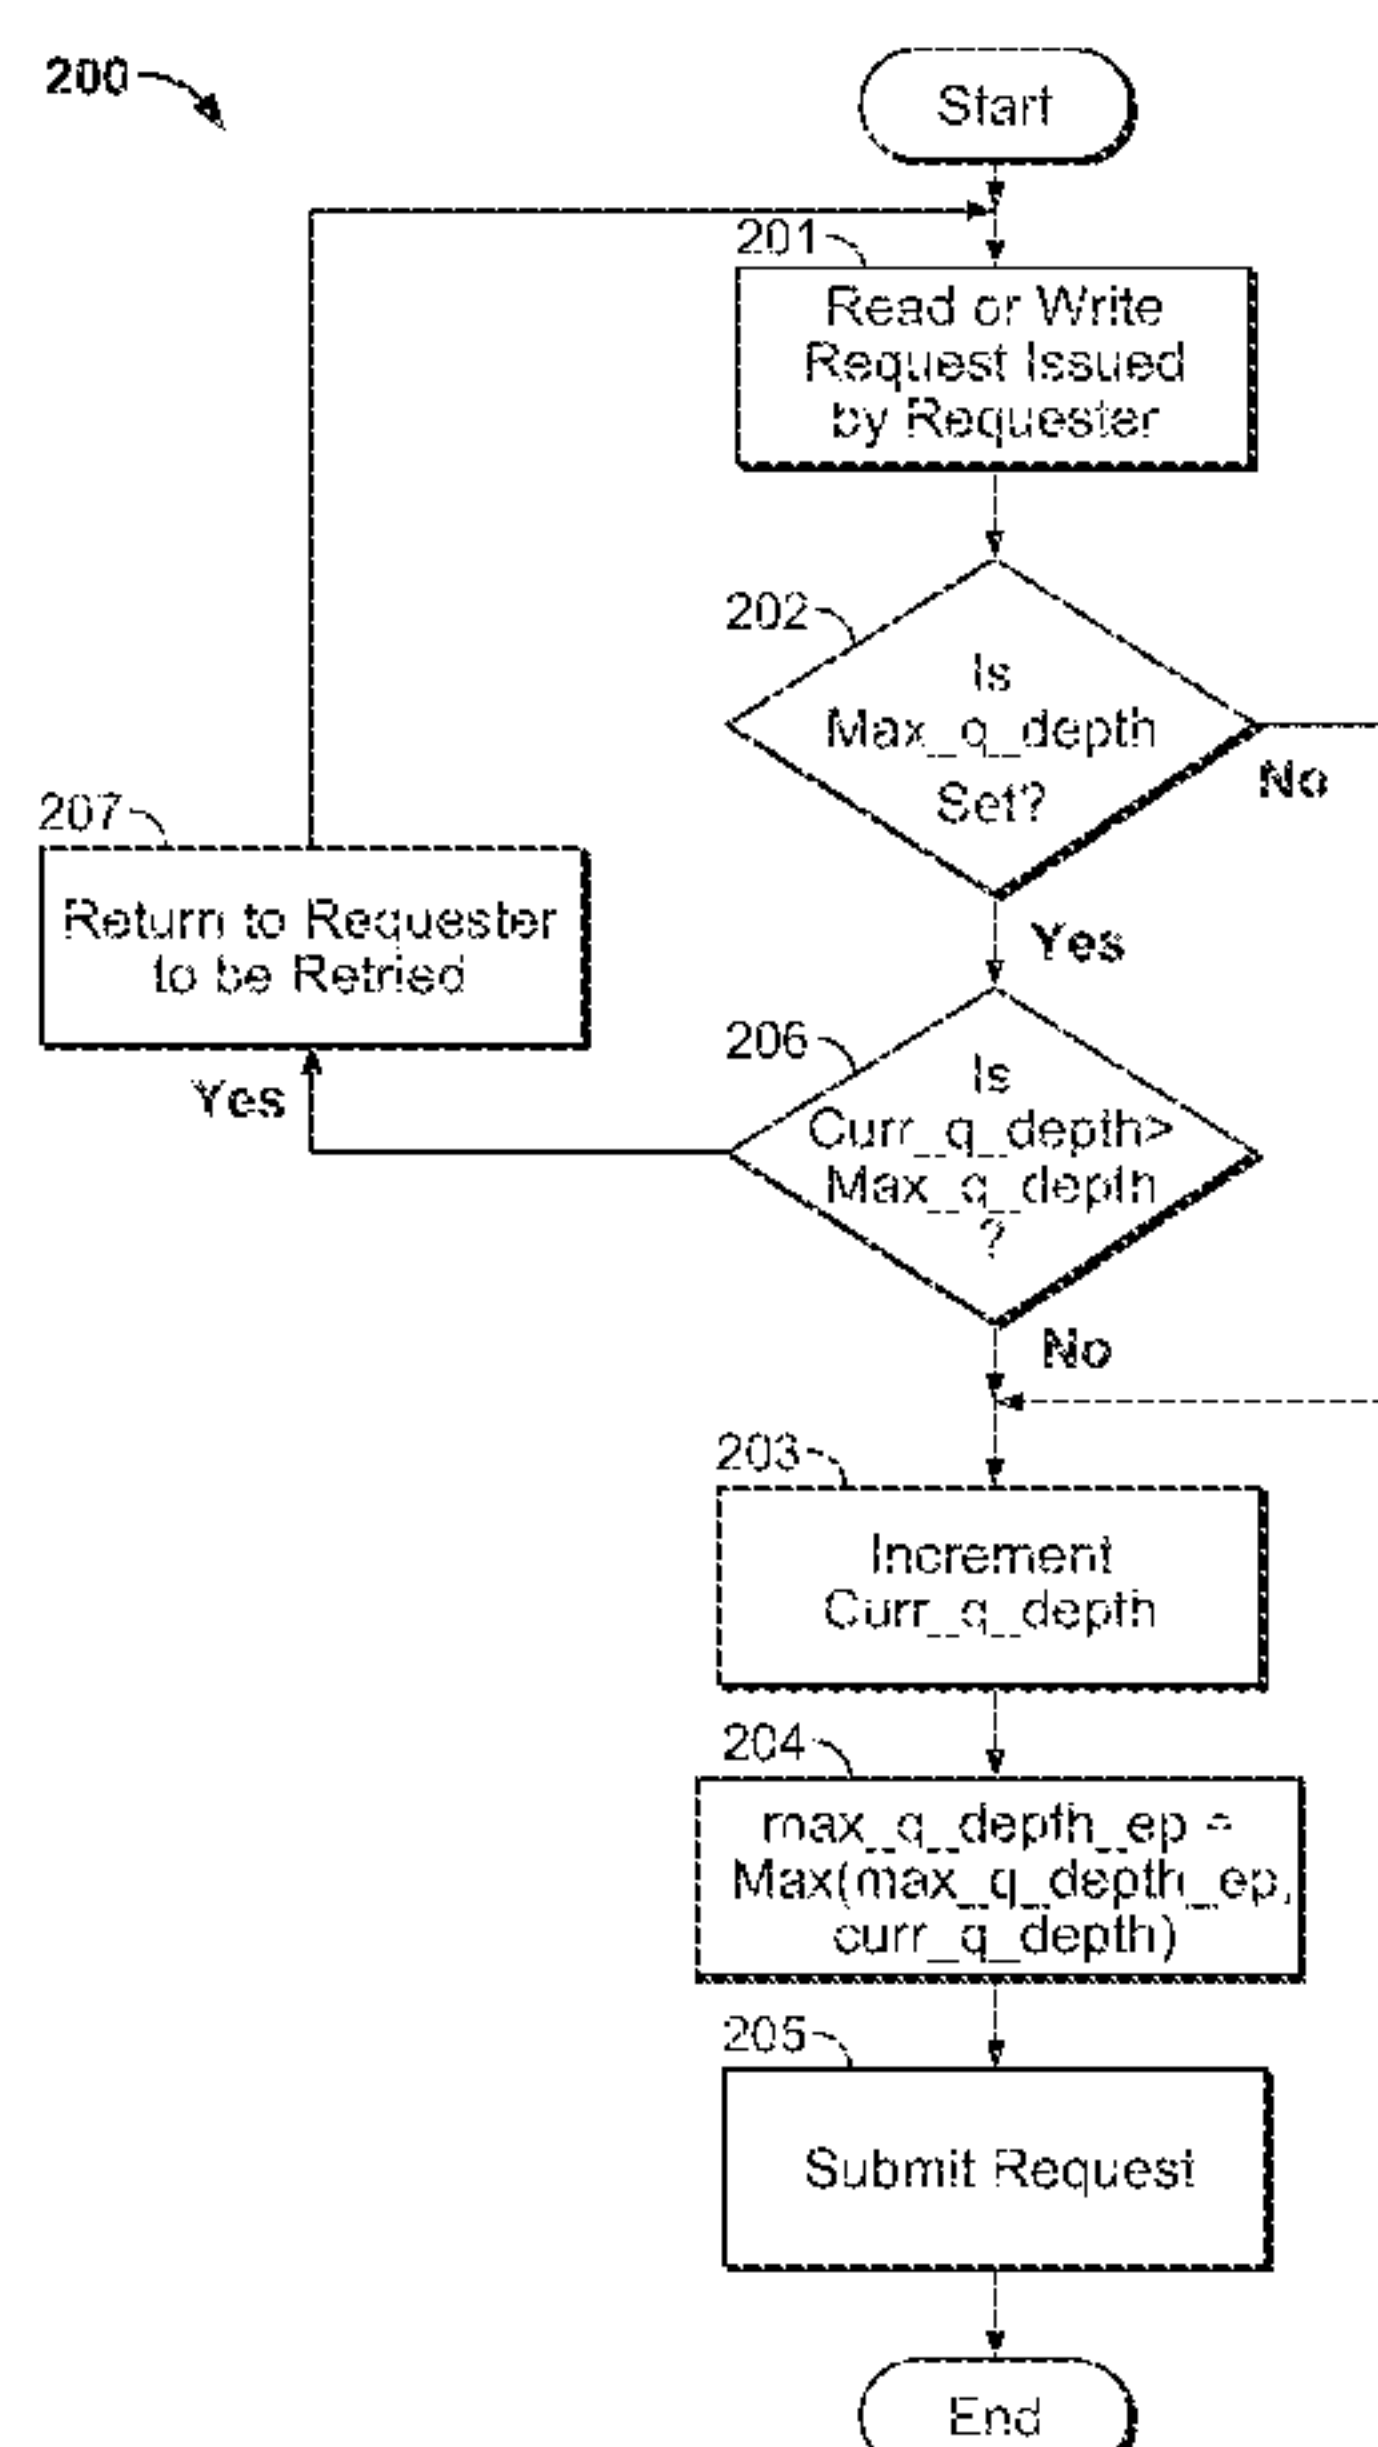 200
Start
201
Read or Write
Request Issued
by Requester
202
Is
Max_q_depth
Set?
No
Yes
207
Return to Requester
to be Retried
Yes
206
Is
Curr_q_depth>
Max_q_depth
?
No
203
Increment
Curr_q_depth
204
max_q_depth_ep =
Max(max_q_depth_ep,
curr_q_depth)
205
Submit Request
End